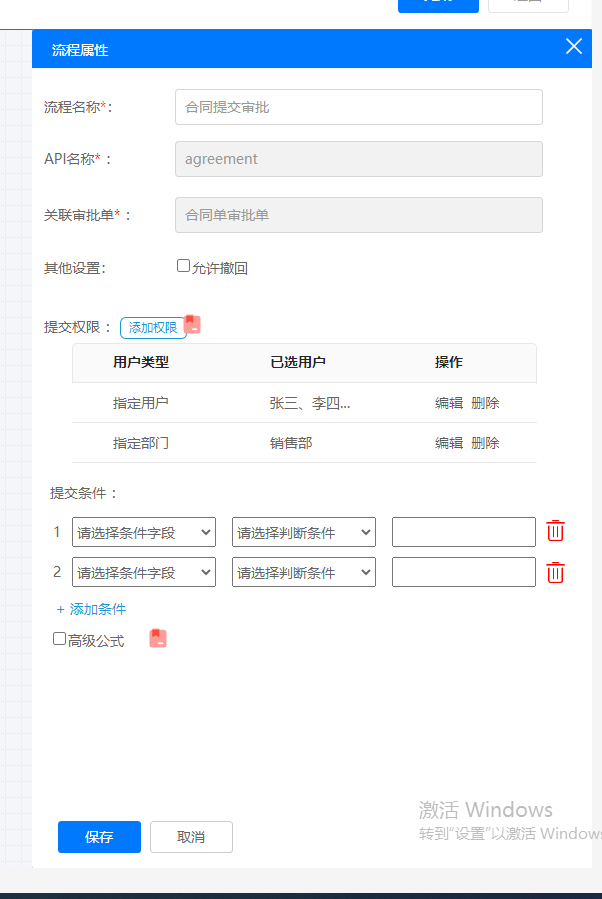 流程属性
流程名称*： 合同提交审批
API名称*： agreement
关联审批单*： 合同单审批单
其他设置： 允许撤回
提交权限： 添加权限
用户类型 已选用户 操作
指定用户 张三、李四... 编辑 删除
指定部门 销售部 编辑 删除
提交条件：
1 请选择条件字段 请选择判断条件
2 请选择条件字段 请选择判断条件
+ 添加条件
高级公式
激活 Windows
转到"设置"以激活 Windows
保存 取消